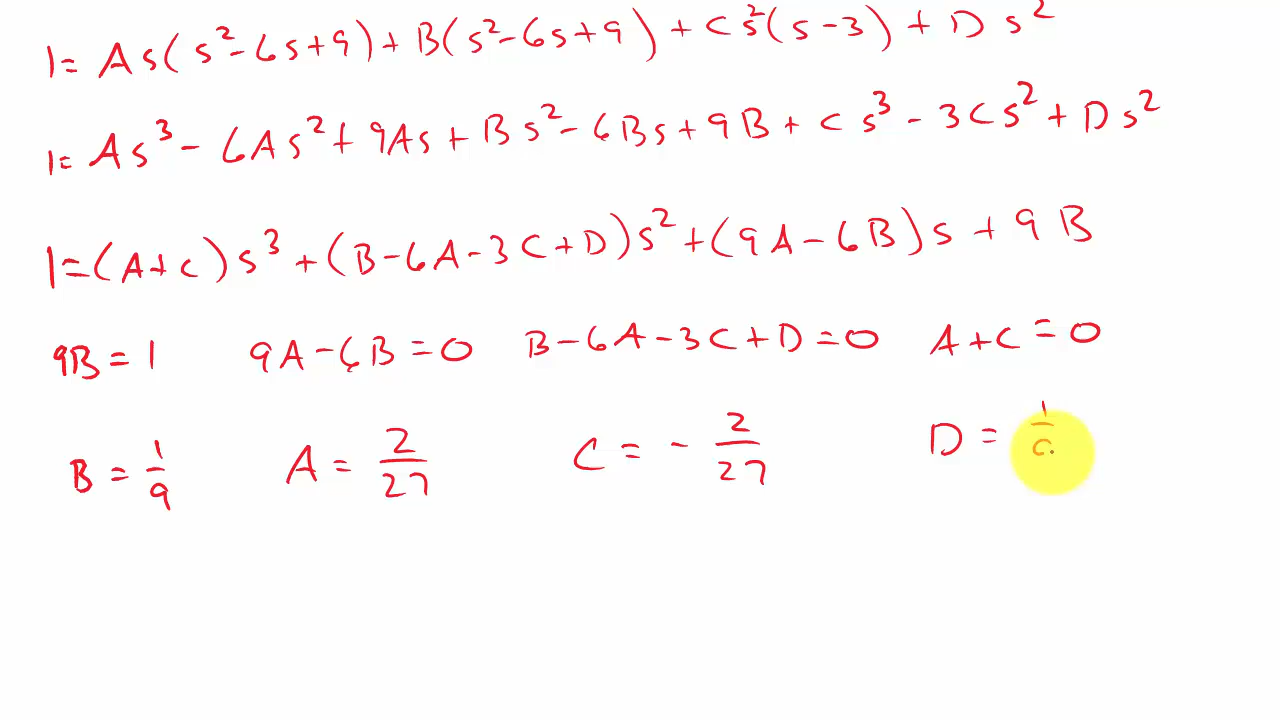 1= As(s²-6s+9)+B(s²-6s+9)+Cs²(s-3)+Ds²
1= As³-6As²+9As+Bs²-6Bs+9B+Cs³-3Cs²+Ds²
1=(A+C)s³+(B-6A-3C+D)s²+(9A-6B)s+9B
9B=1 9A-6B=0 B-6A-3C+D=0 A+C=0
B=1/9 A=2/27 C=-2/27 D=1/